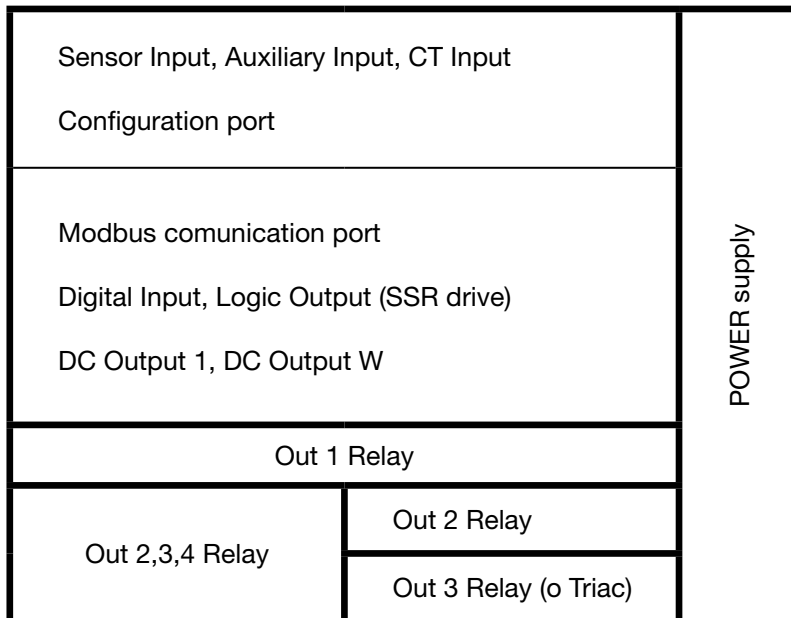 Sensor Input, Auxiliary Input, CT Input
Configuration port
Modbus comunication port
Digital Input, Logic Output (SSR drive)
DC Output 1, DC Output W
POWER supply
Out 1 Relay
Out 2,3,4 Relay
Out 2 Relay
Out 3 Relay (o Triac)